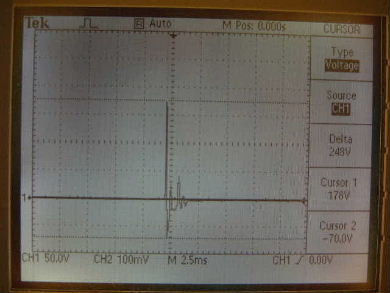 Tek Auto M Pos: 0.000s CURSOR
Type
Voltage
Source
CH1
Delta
248V
Cursor 1
178V
Cursor 2
-70.0V
1
CH1 50.0V CH2 100mV M 2.5ms CH1 0.00V